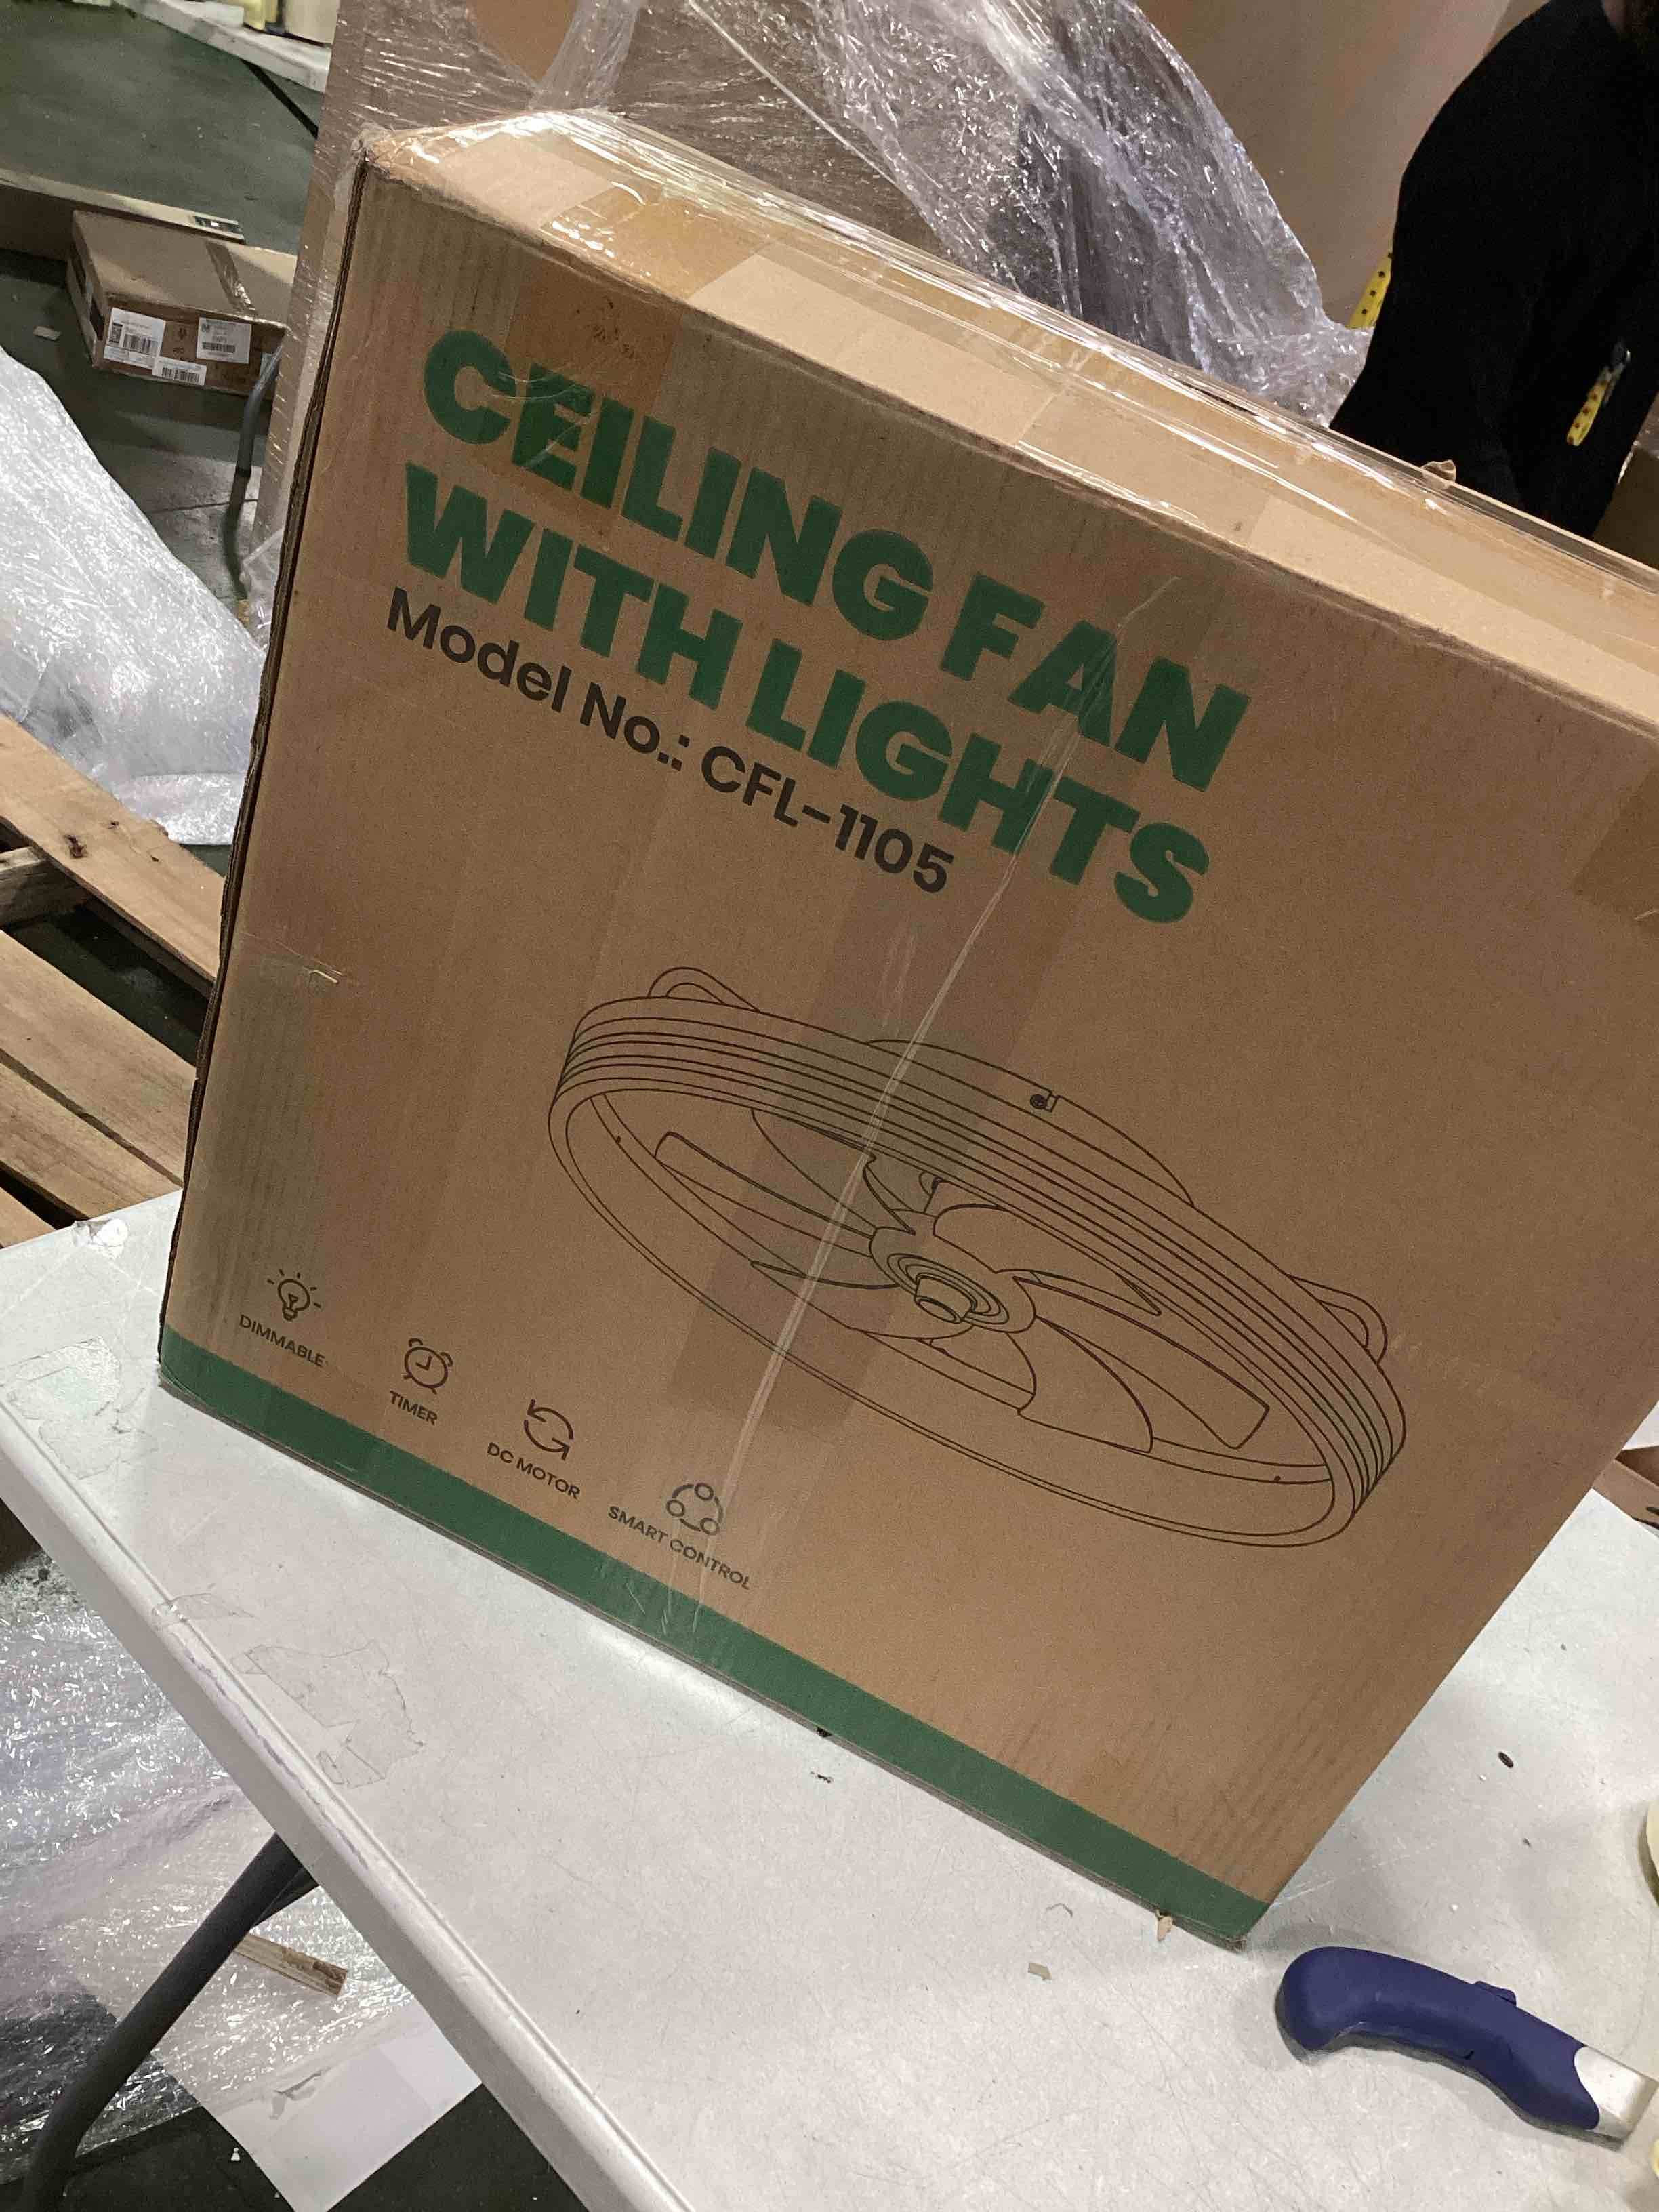 CEILING FAN
WITH LIGHTS
Model No.: CFL-1105
DIMMABLE
TIMER
DC MOTOR
SMART CONTROL